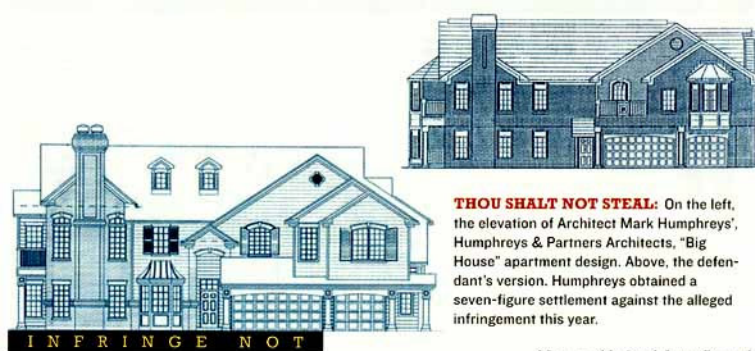 THOU SHALT NOT STEAL: On the left,
the elevation of Architect Mark Humphreys',
Humphreys & Partners Architects, "Big
House" apartment design. Above, the defen-
dant's version. Humphreys obtained a
seven-figure settlement against the alleged
infringement this year.
INFRINGE NOT